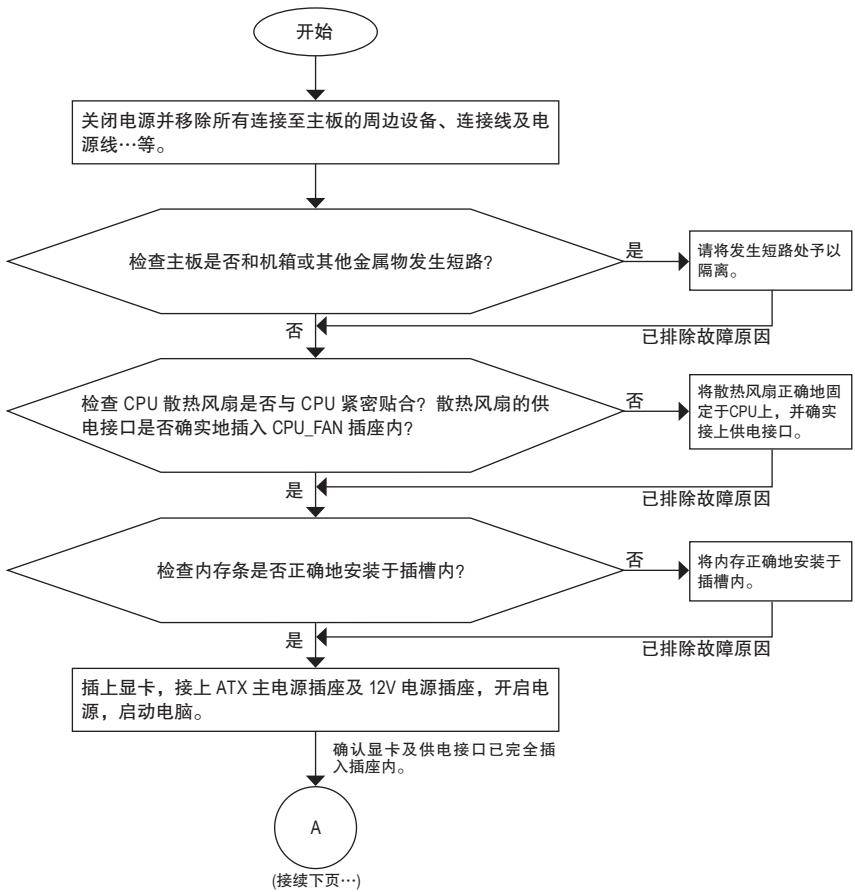 开始
关闭电源并移除所有连接至主板的周边设备、连接线及电
源线…等。
检查主板是否和机箱或其他金属物发生短路?
是
请将发生短路处予以
隔离。
否
已排除故障原因
检查 CPU 散热风扇是否与 CPU 紧密贴合? 散热风扇的供
电接口是否确实地插入 CPU_FAN 插座内?
否
将散热风扇正确地固
定于CPU上，并确实
接上供电接口。
是
已排除故障原因
检查内存条是否正确地安装于插槽内?
否
将内存正确地安装于
插槽内。
是
已排除故障原因
插上显卡，接上 ATX 主电源插座及 12V 电源插座，开启电
源，启动电脑。
确认显卡及供电接口已完全插
入插座内。
A
(接续下页…)